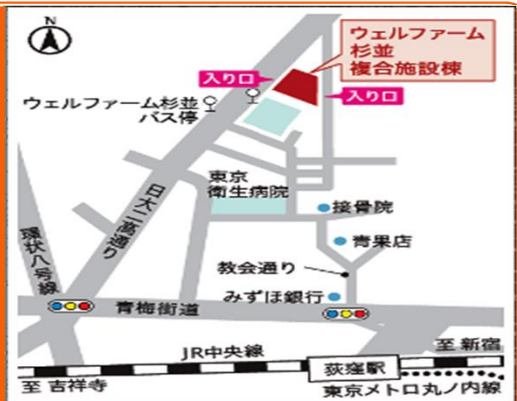 N
ウェルファーム
杉並
複合施設棟
入り口
入り口
ウェルファーム杉並
バス停
東京
衛生病院
日大二高通り
接骨院
青果店
環状八号線
教会通り
みずほ銀行
青梅街道
JR中央線
至 新宿
荻窪駅
至 吉祥寺
東京メトロ丸ノ内線